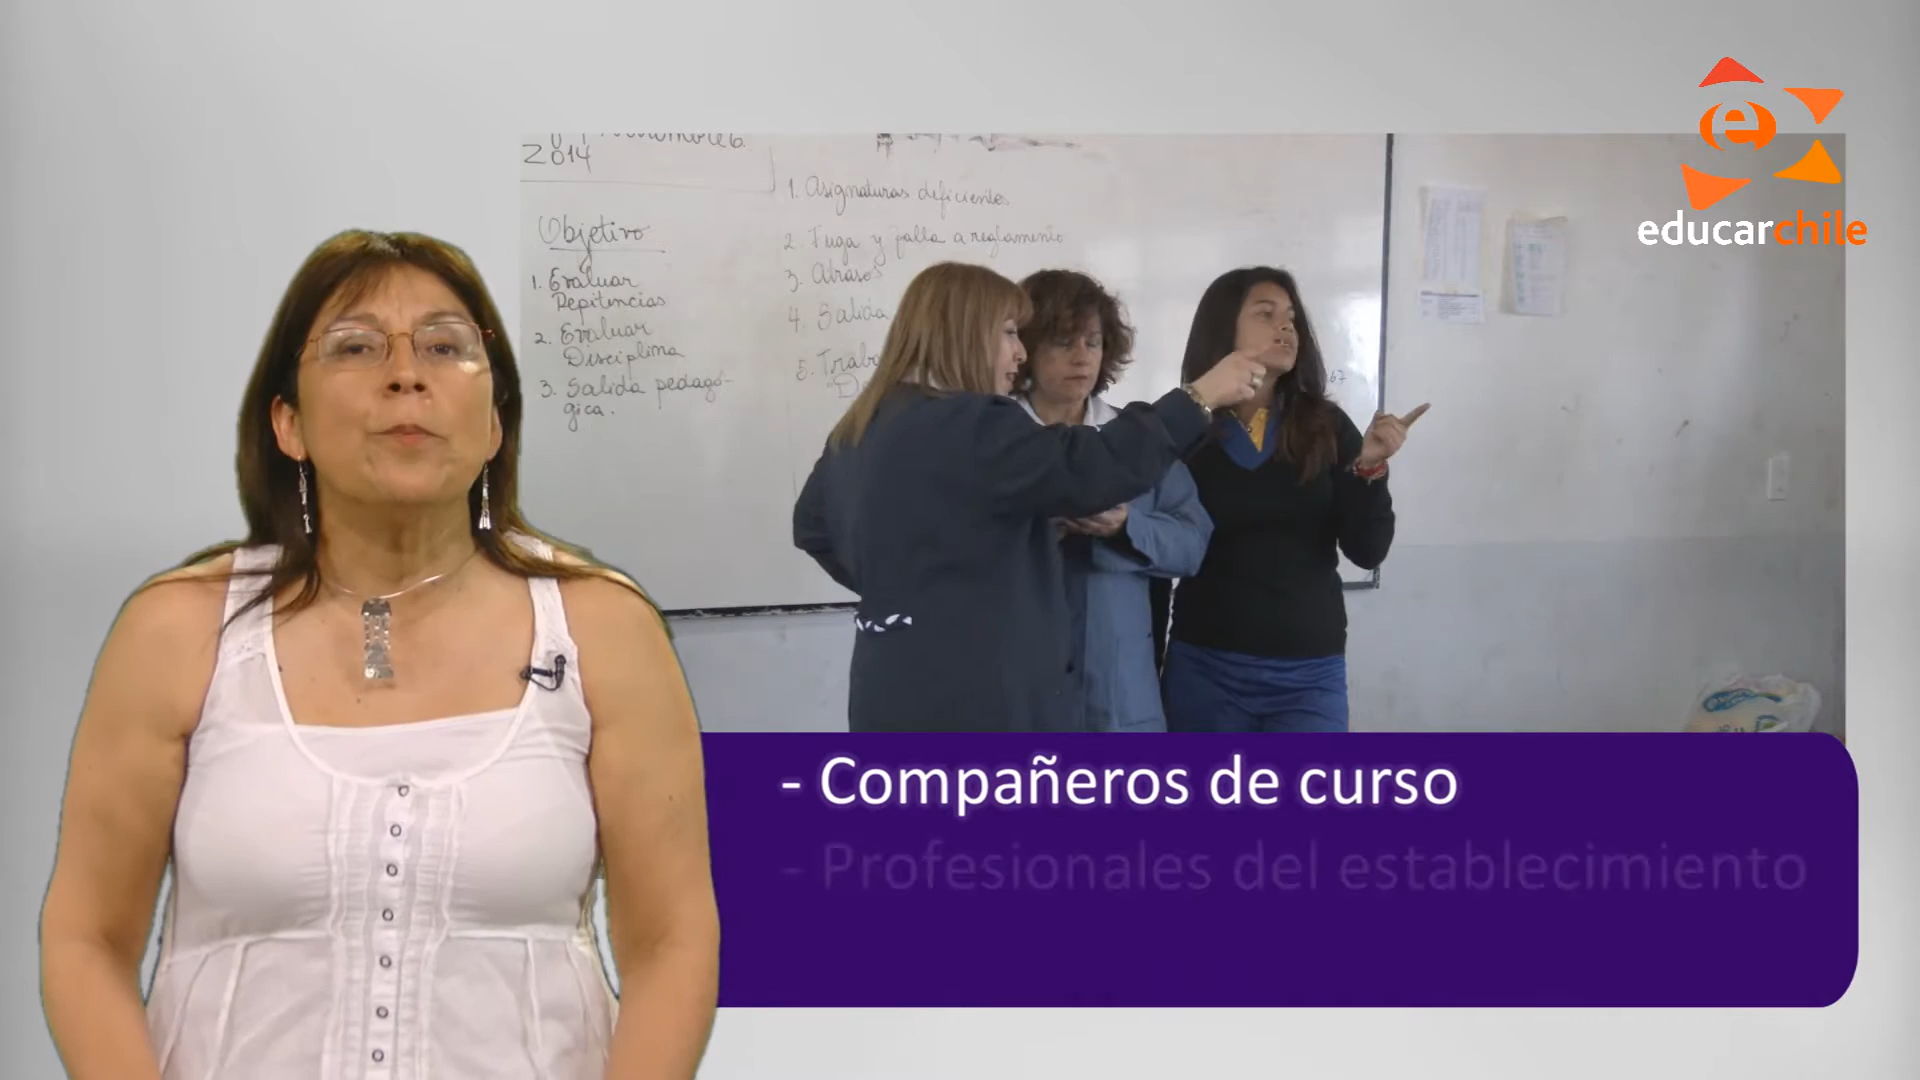 educarchile
2014
Objetivo
1. Evaluar
Repitencias
2. Evaluar
Disciplina
3. Salida pedagó-
gica.
1. Asignaturas deficientes
2. Fuga y falta a reglamento
3. Atrasos
4. Salida
5. Traba
- Compañeros de curso
- Profesionales del establecimiento